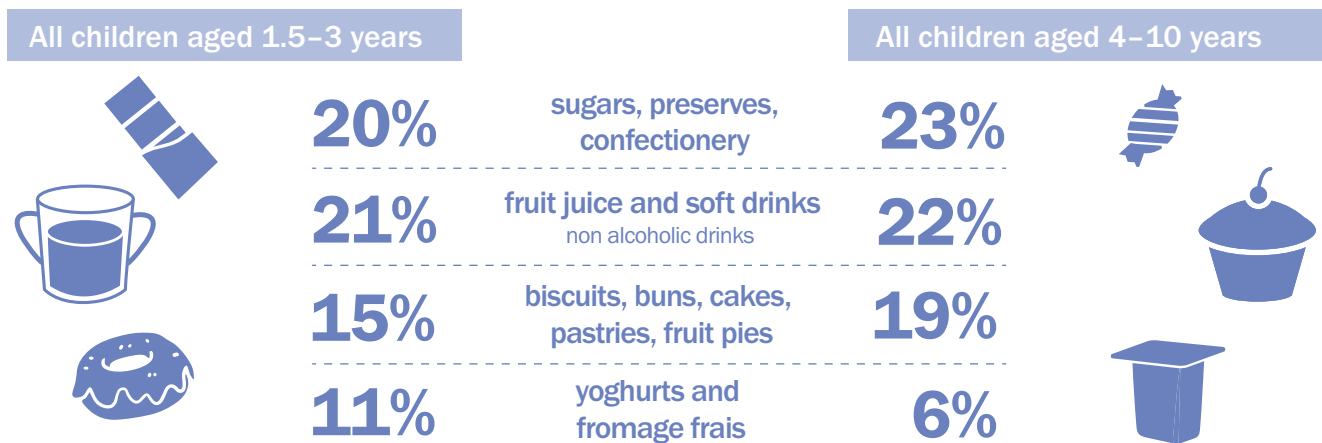 All children aged 1.5–3 years
All children aged 4–10 years
20%
sugars, preserves,
confectionery
23%
21%
fruit juice and soft drinks
non alcoholic drinks
22%
15%
biscuits, buns, cakes,
pastries, fruit pies
19%
11%
yoghurts and
fromage frais
6%